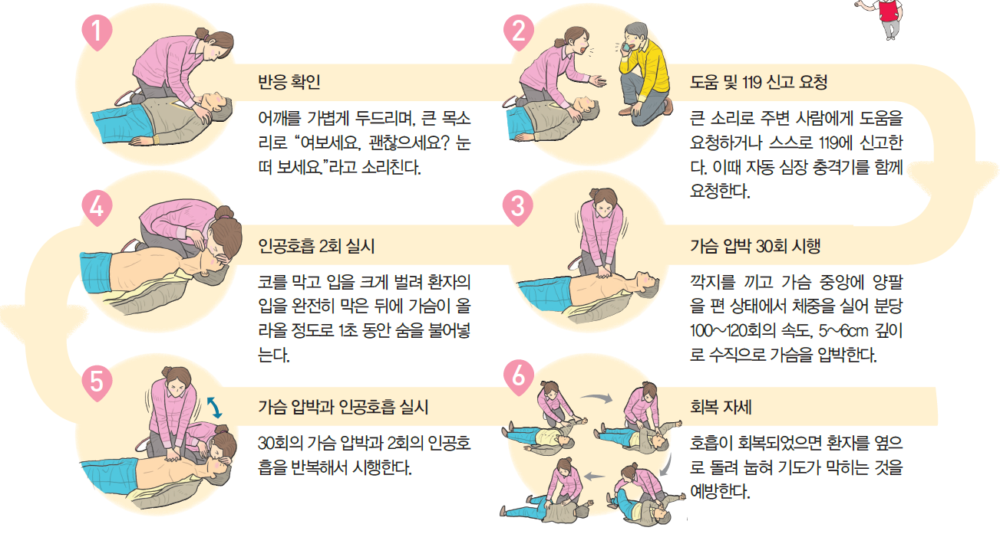 1
반응 확인
어깨를 가볍게 두드리며, 큰 목소
리로 “여보세요, 괜찮으세요? 눈
떠 보세요.”라고 소리친다.
2
도움 및 119 신고 요청
큰 소리로 주변 사람에게 도움을
요청하거나 스스로 119에 신고한
다. 이때 자동 심장 충격기를 함께
요청한다.
3
가슴 압박 30회 시행
깍지를 끼고 가슴 중앙에 양팔
을 편 상태에서 체중을 실어 분당
100~120회의 속도, 5~6cm 깊이
로 수직으로 가슴을 압박한다.
4
인공호흡 2회 실시
코를 막고 입을 크게 벌려 환자의
입을 완전히 막은 뒤에 가슴이 올
라올 정도로 1초 동안 숨을 불어넣
는다.
5
가슴 압박과 인공호흡 실시
30회의 가슴 압박과 2회의 인공호
흡을 반복해서 시행한다.
6
회복 자세
호흡이 회복되었으면 환자를 옆으
로 돌려 눕혀 기도가 막히는 것을
예방한다.